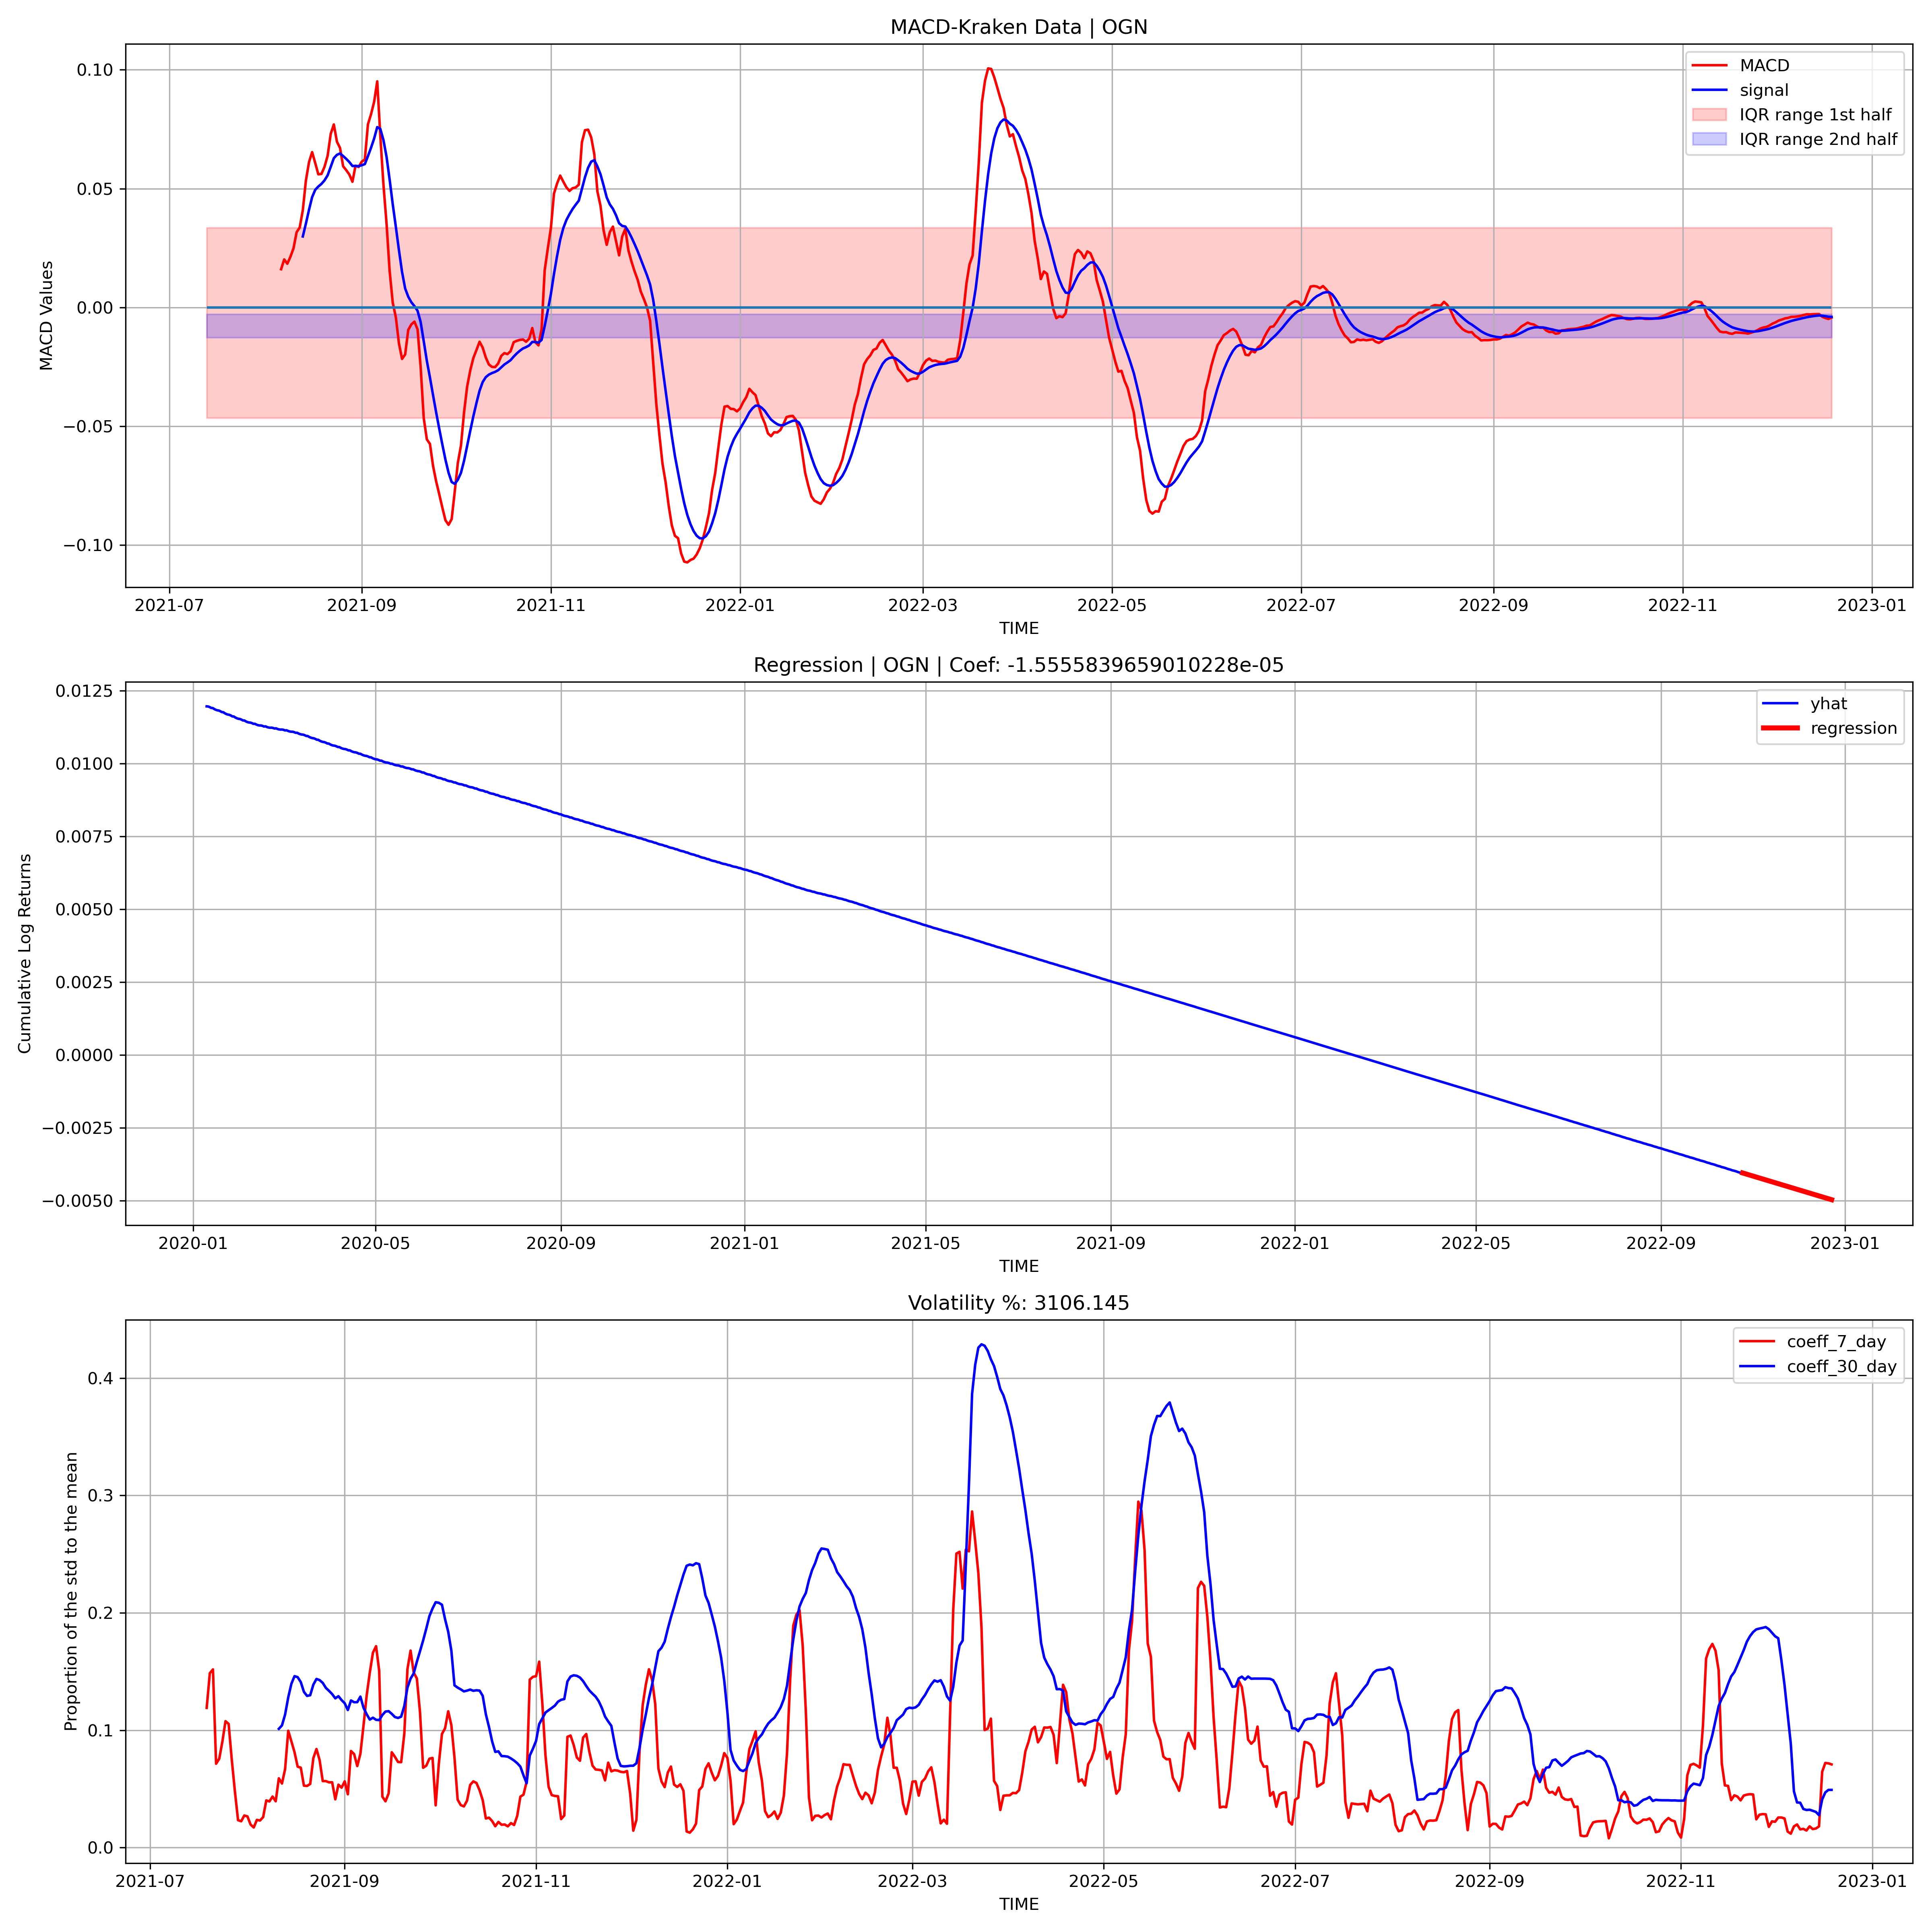 MACD-Kraken Data | OGN
MACD
signal
IQR range 1st half
IQR range 2nd half
MACD Values
0.10
0.05
0.00
−0.05
−0.10
2021-07 2021-09 2021-11 2022-01 2022-03 2022-05 2022-07 2022-09 2022-11 2023-01
TIME
Regression | OGN | Coef: -1.5555839659010228e-05
yhat
regression
Cumulative Log Returns
0.0125
0.0100
0.0075
0.0050
0.0025
0.0000
−0.0025
−0.0050
2020-01 2020-05 2020-09 2021-01 2021-05 2021-09 2022-01 2022-05 2022-09 2023-01
TIME
Volatility %: 3106.145
coeff_7_day
coeff_30_day
Proportion of the std to the mean
0.4
0.3
0.2
0.1
0.0
2021-07 2021-09 2021-11 2022-01 2022-03 2022-05 2022-07 2022-09 2022-11 2023-01
TIME